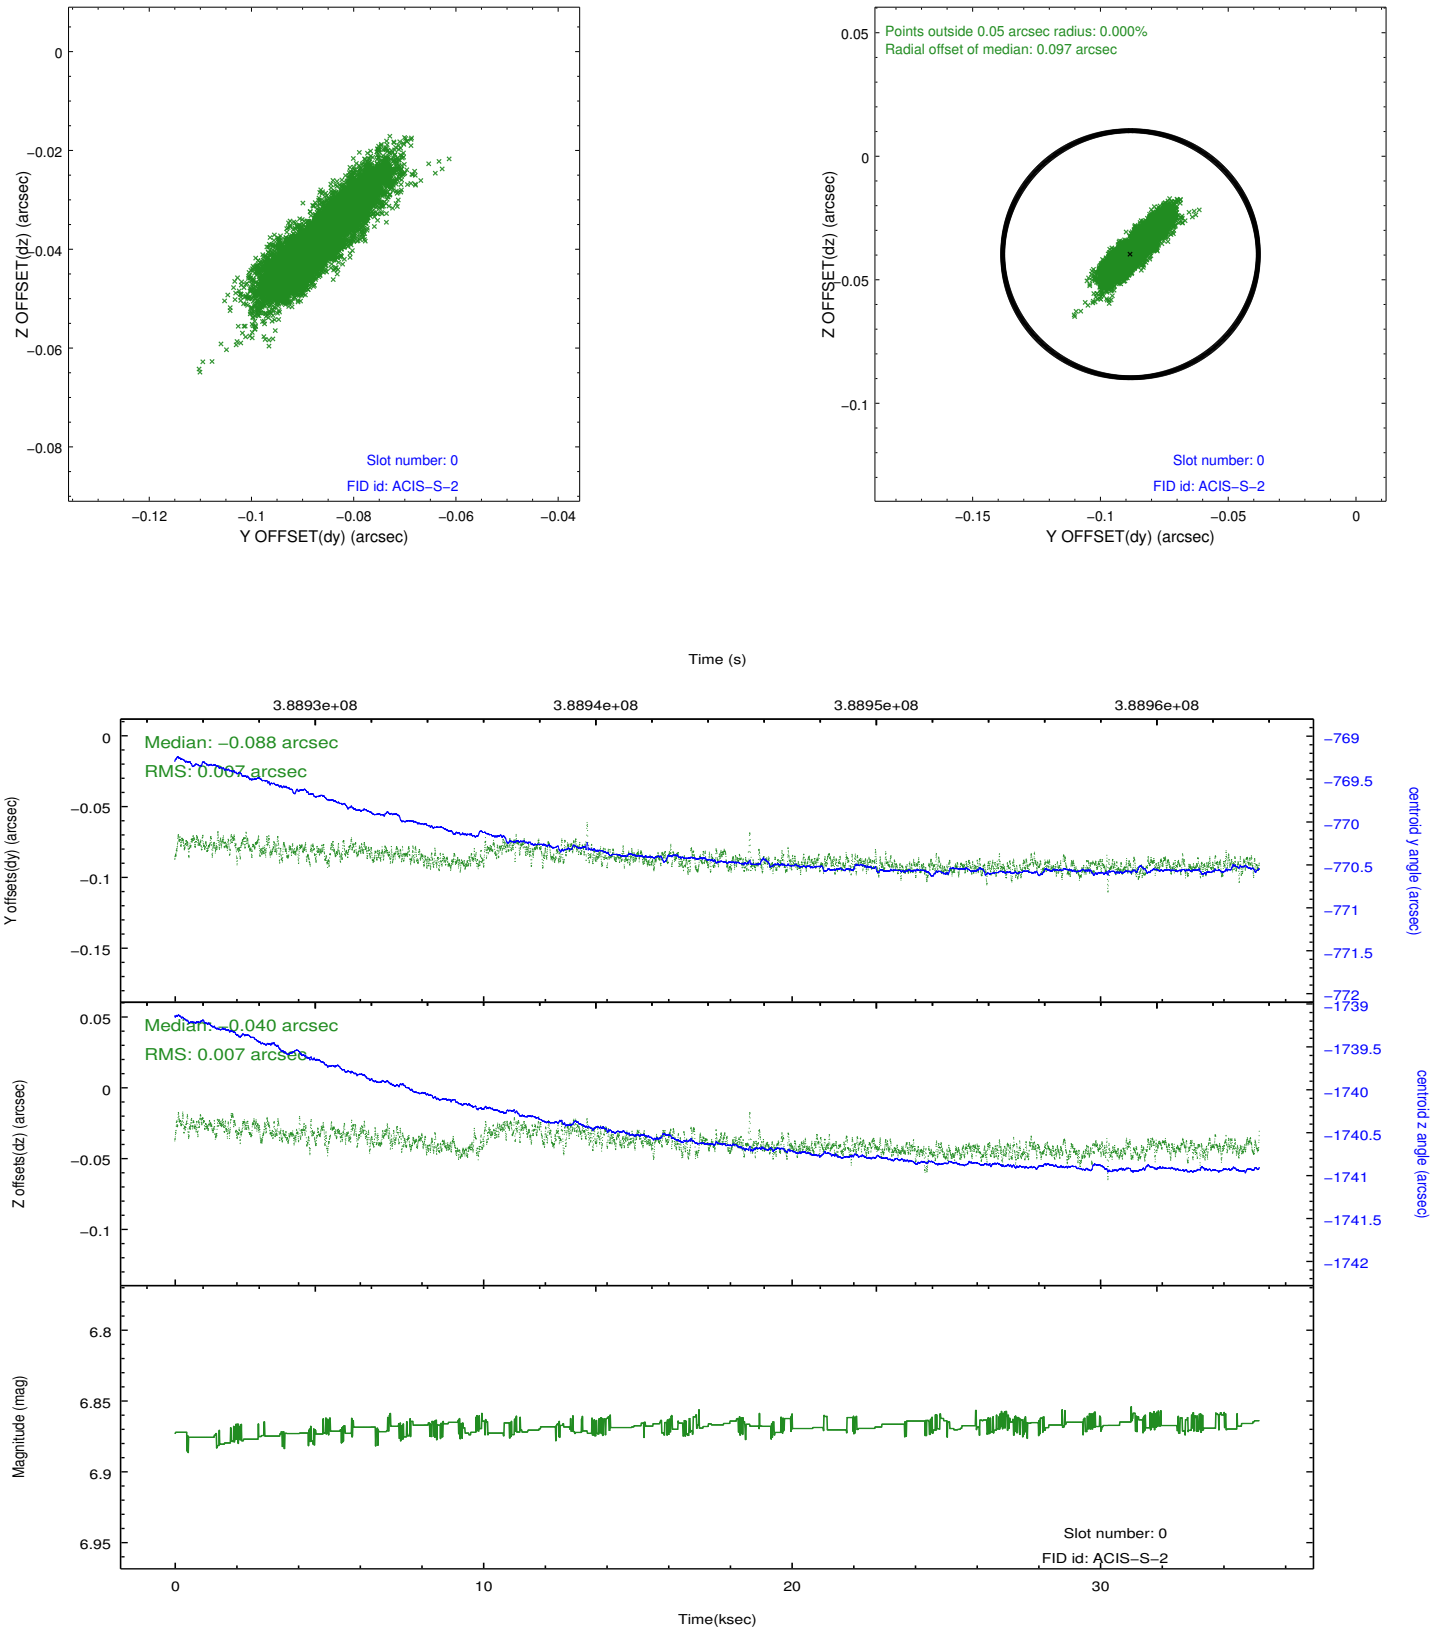 0
−0.02
−0.04
−0.06
−0.08
Z OFFSET(dz) (arcsec)
Slot number: 0
FID id: ACIS−S−2
−0.12
−0.1
−0.08
−0.06
−0.04
Y OFFSET(dy) (arcsec)
Points outside 0.05 arcsec radius: 0.000%
Radial offset of median: 0.097 arcsec
0.05
0
−0.05
−0.1
Z OFFSET(dz) (arcsec)
Slot number: 0
FID id: ACIS−S−2
−0.15
−0.1
−0.05
0
Y OFFSET(dy) (arcsec)
Time (s)
3.8893e+08
3.8894e+08
3.8895e+08
3.8896e+08
Median: −0.088 arcsec
RMS: 0.007 arcsec
0
−0.05
−0.1
−0.15
Y offsets(dy) (arcsec)
−769
−769.5
−770
−770.5
−771
−771.5
−772
centroid y angle (arcsec)
Median: −0.040 arcsec
RMS: 0.007 arcsec
0.05
0
−0.05
−0.1
Z offsets(dz) (arcsec)
−1739
−1739.5
−1740
−1740.5
−1741
−1741.5
−1742
centroid z angle (arcsec)
6.8
6.85
6.9
6.95
Magnitude (mag)
Slot number: 0
FID id: ACIS−S−2
0
10
20
30
Time(ksec)